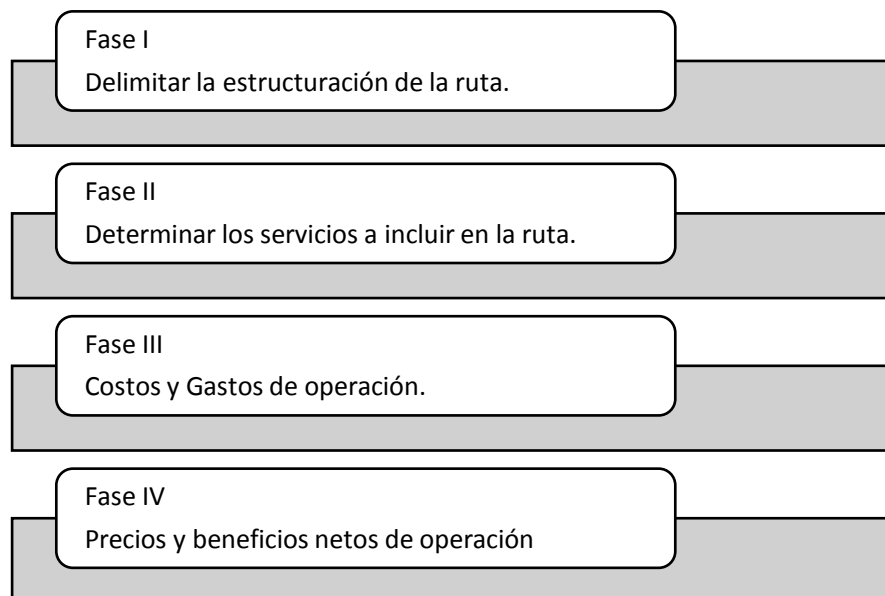 Fase I
Delimitar la estructuración de la ruta.
Fase II
Determinar los servicios a incluir en la ruta.
Fase III
Costos y Gastos de operación.
Fase IV
Precios y beneficios netos de operación